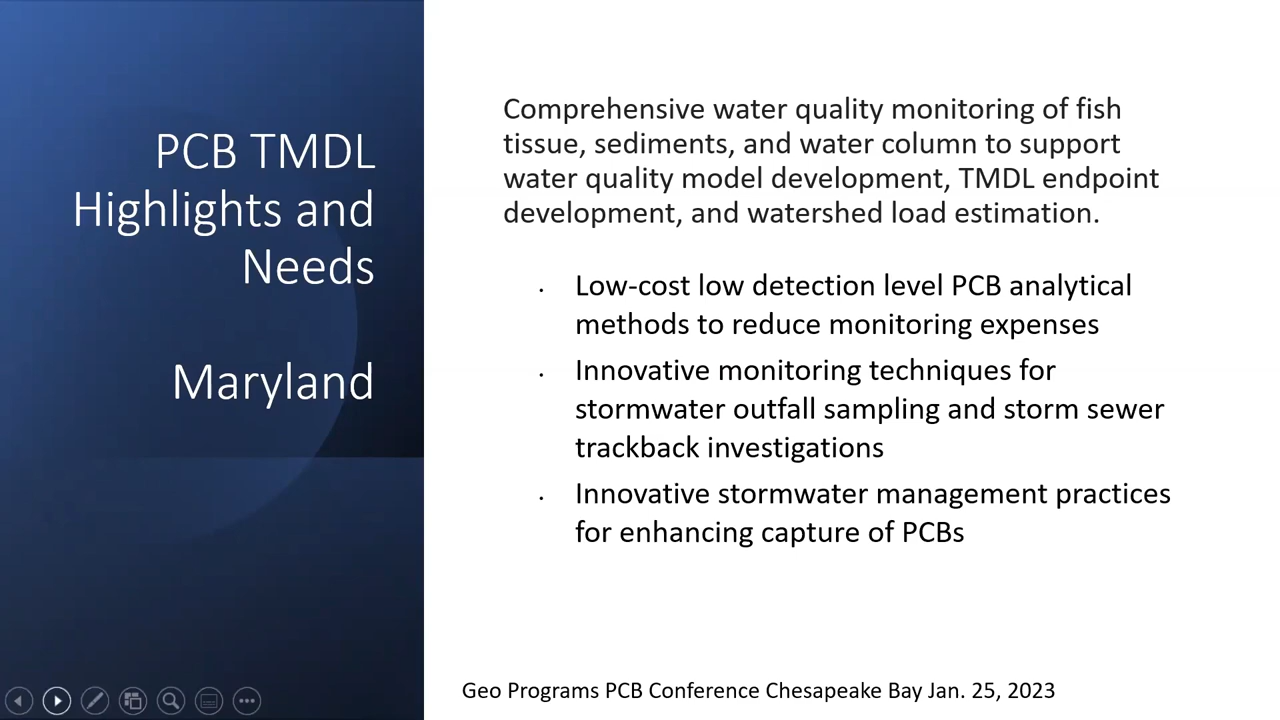 PCB TMDL
Highlights and
Needs
Maryland
Comprehensive water quality monitoring of fish
tissue, sediments, and water column to support
water quality model development, TMDL endpoint
development, and watershed load estimation.
· Low-cost low detection level PCB analytical
methods to reduce monitoring expenses
· Innovative monitoring techniques for
stormwater outfall sampling and storm sewer
trackback investigations
· Innovative stormwater management practices
for enhancing capture of PCBs
Geo Programs PCB Conference Chesapeake Bay Jan. 25, 2023